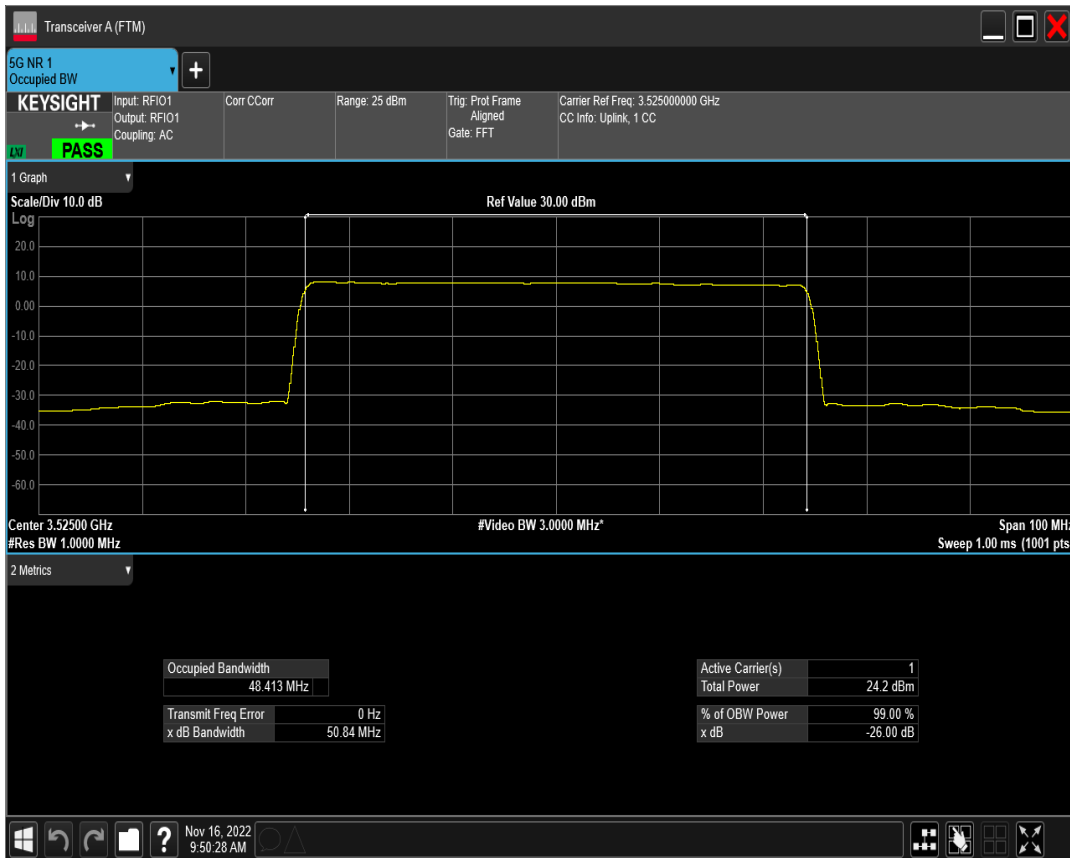 Transceiver A (FTM)
5G NR 1
Occupied BW
+
KEYSIGHT
LXI
PASS
Input: RFIO1
Output: RFIO1
Coupling: AC
Corr CCorr
Range: 25 dBm
Trig: Prot Frame
Aligned
Gate: FFT
Carrier Ref Freq: 3.525000000 GHz
CC Info: Uplink, 1 CC
1 Graph
Scale/Div 10.0 dB
Ref Value 30.00 dBm
Log
20.0
10.0
0.00
-10.0
-20.0
-30.0
-40.0
-50.0
-60.0
Center 3.52500 GHz
#Video BW 3.0000 MHz*
Span 100 MHz
#Res BW 1.0000 MHz
Sweep 1.00 ms (1001 pts
2 Metrics
Occupied Bandwidth
48.413 MHz
Transmit Freq Error 0 Hz
x dB Bandwidth 50.84 MHz
Active Carrier(s) 1
Total Power 24.2 dBm
% of OBW Power 99.00 %
x dB -26.00 dB
?
Nov 16, 2022
9:50:28 AM